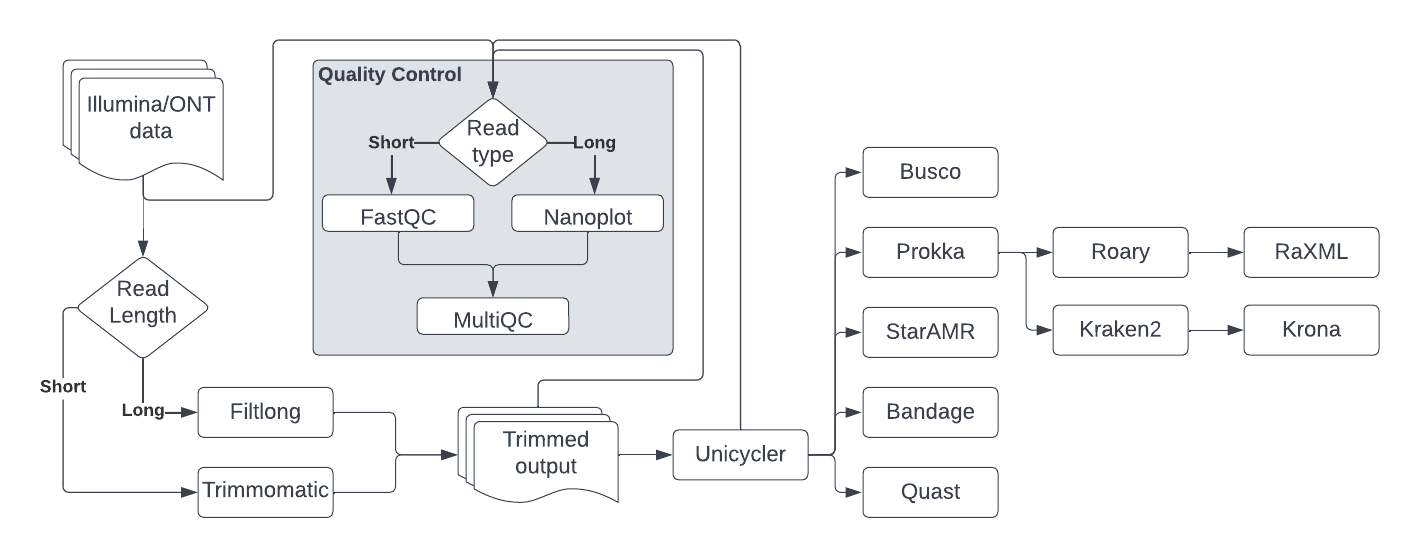 Illumina/ONT
data
Quality Control
Read
type
Short
Long
FastQC
Nanoplot
MultiQC
Read
Length
Short
Long
Filtlong
Trimmomatic
Trimmed
output
Unicycler
Busco
Prokka
Roary
RaXML
StarAMR
Kraken2
Krona
Bandage
Quast